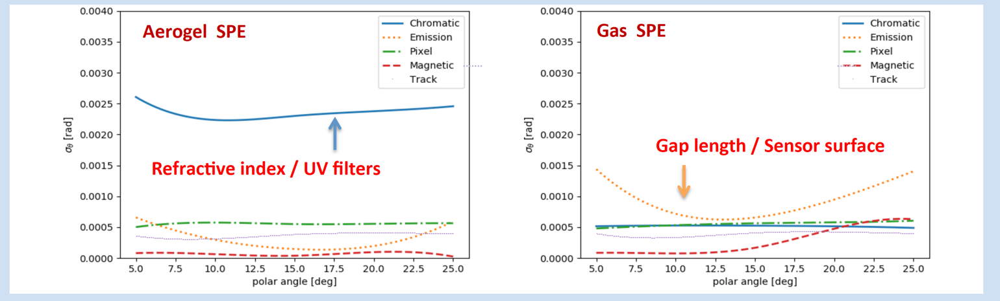 Aerogel SPE
Chromatic
Emission
Pixel
Magnetic
Track
Refractive index / UV filters
σθ [rad]
0.0040
0.0035
0.0030
0.0025
0.0020
0.0015
0.0010
0.0005
0.0000
5.0 7.5 10.0 12.5 15.0 17.5 20.0 22.5 25.0
polar angle [deg]
Gas SPE
Chromatic
Emission
Pixel
Magnetic
Track
Gap length / Sensor surface
σθ [rad]
0.0040
0.0035
0.0030
0.0025
0.0020
0.0015
0.0010
0.0005
0.0000
5.0 7.5 10.0 12.5 15.0 17.5 20.0 22.5 25.0
polar angle [deg]